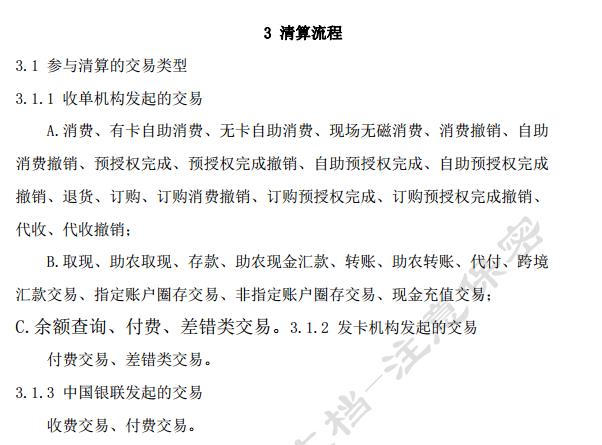 3 清算流程
3.1 参与清算的交易类型
3.1.1 收单机构发起的交易
A.消费、有卡自助消费、无卡自助消费、现场无磁消费、消费撤销、自助
消费撤销、预授权完成、预授权完成撤销、自助预授权完成、自助预授权完成
撤销、退货、订购、订购消费撤销、订购预授权完成、订购预授权完成撤销、
代收、代收撤销；
B.取现、助农取现、存款、助农现金汇款、转账、助农转账、代付、跨境
汇款交易、指定账户圈存交易、非指定账户圈存交易、现金充值交易；
C.余额查询、付费、差错类交易。3.1.2 发卡机构发起的交易
付费交易、差错类交易。
3.1.3 中国银联发起的交易
收费交易、付费交易。
档—注意保密